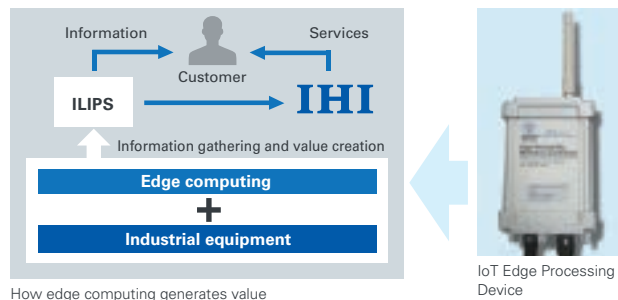 Information
Services
Customer
ILIPS
IHI
Information gathering and value creation
Edge computing
+
Industrial equipment
IoT Edge Processing
Device
How edge computing generates value